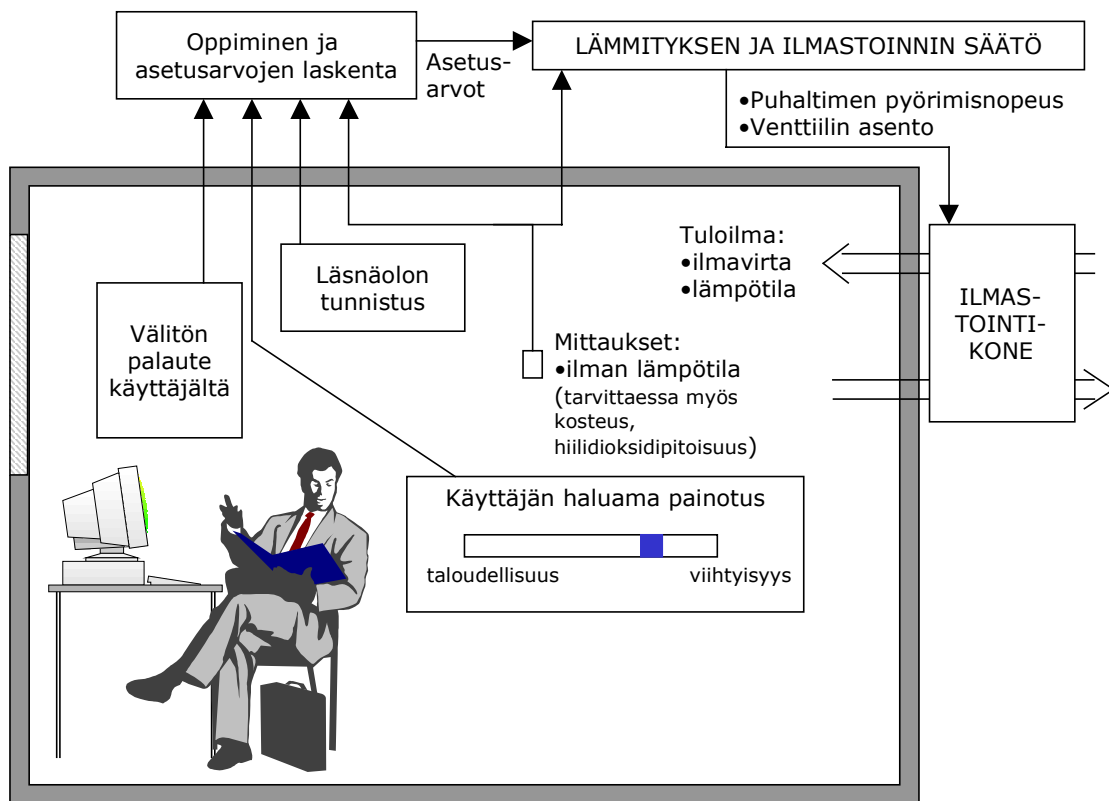 Oppiminen ja
asetusarvojen laskenta
Asetus-
arvot
LÄMMITYKSEN JA ILMASTOINNIN SÄÄTÖ
•Puhaltimen pyörimisnopeus
•Venttiilin asento
Välitön
palaute
käyttäjältä
Läsnäolon
tunnistus
Mittaukset:
•ilman lämpötila
(tarvittaessa myös
kosteus,
hiilidioksidipitoisuus)
Tuloilma:
•ilmavirta
•lämpötila
ILMAS-
TOINTI-
KONE
Käyttäjän haluama painotus
taloudellisuus viihtyisyys